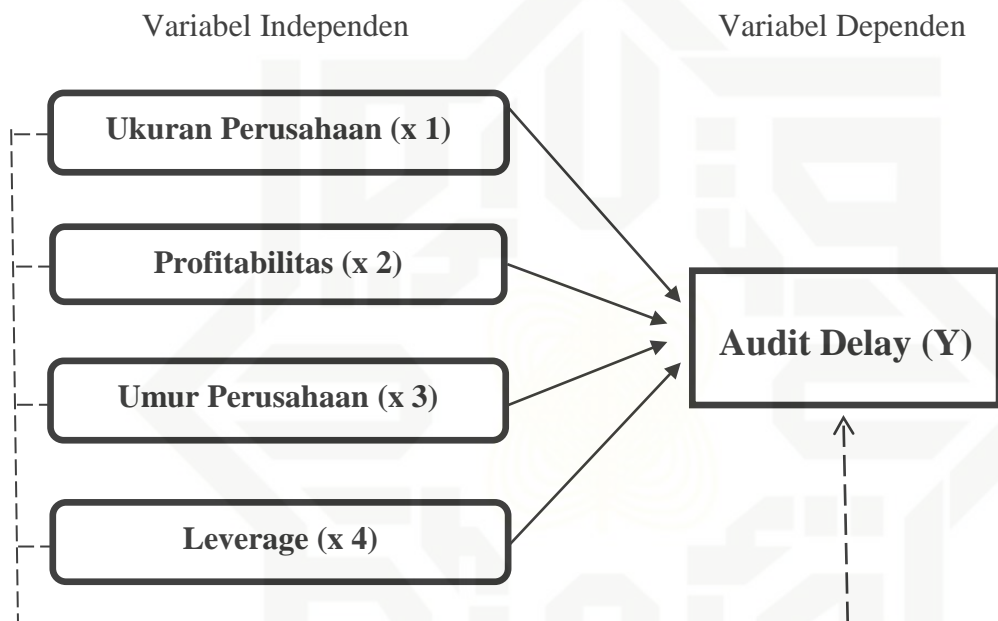 Variabel Independen
Variabel Dependen
Ukuran Perusahaan (x 1)
Profitabilitas (x 2)
Umur Perusahaan (x 3)
Leverage (x 4)
Audit Delay (Y)